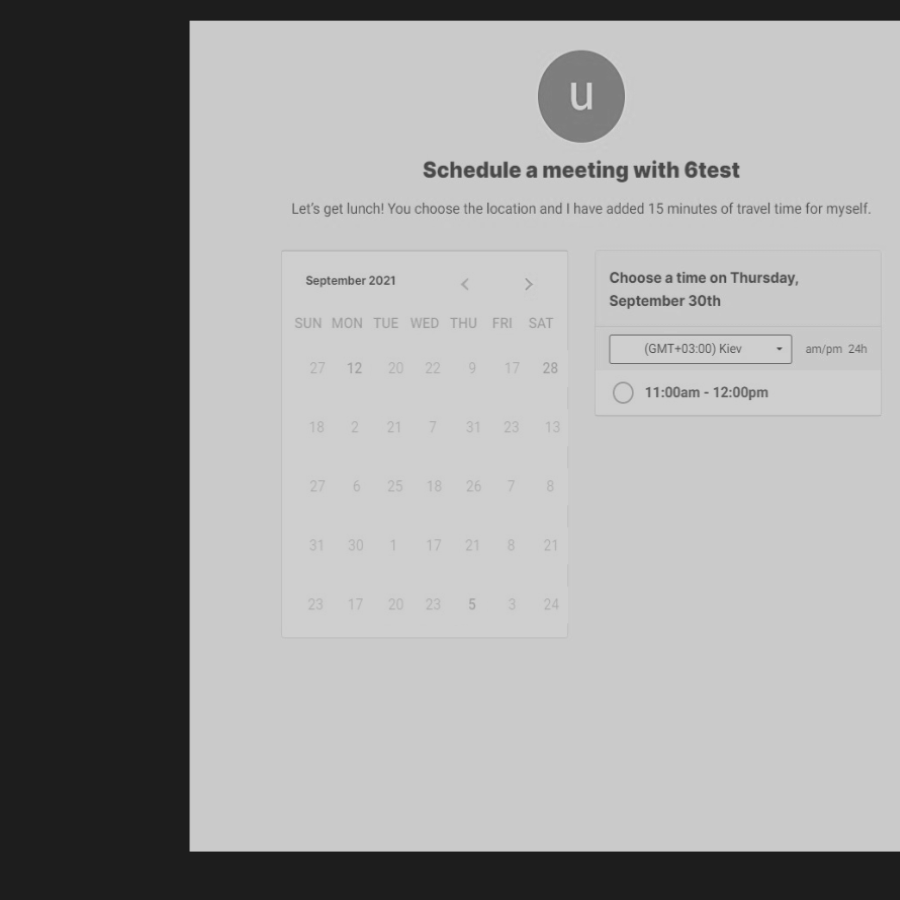 u
Schedule a meeting with 6test
Let's get lunch! You choose the location and I have added 15 minutes of travel time for myself.
September 2021
SUN MON TUE WED THU FRI SAT
27 12 20 22 9 17 28
18 2 21 7 31 23 13
27 6 25 18 26 7 8
31 30 1 17 21 8 21
23 17 20 23 5 3 24
Choose a time on Thursday,
September 30th
(GMT+03:00) Kiev am/pm 24h
11:00am - 12:00pm